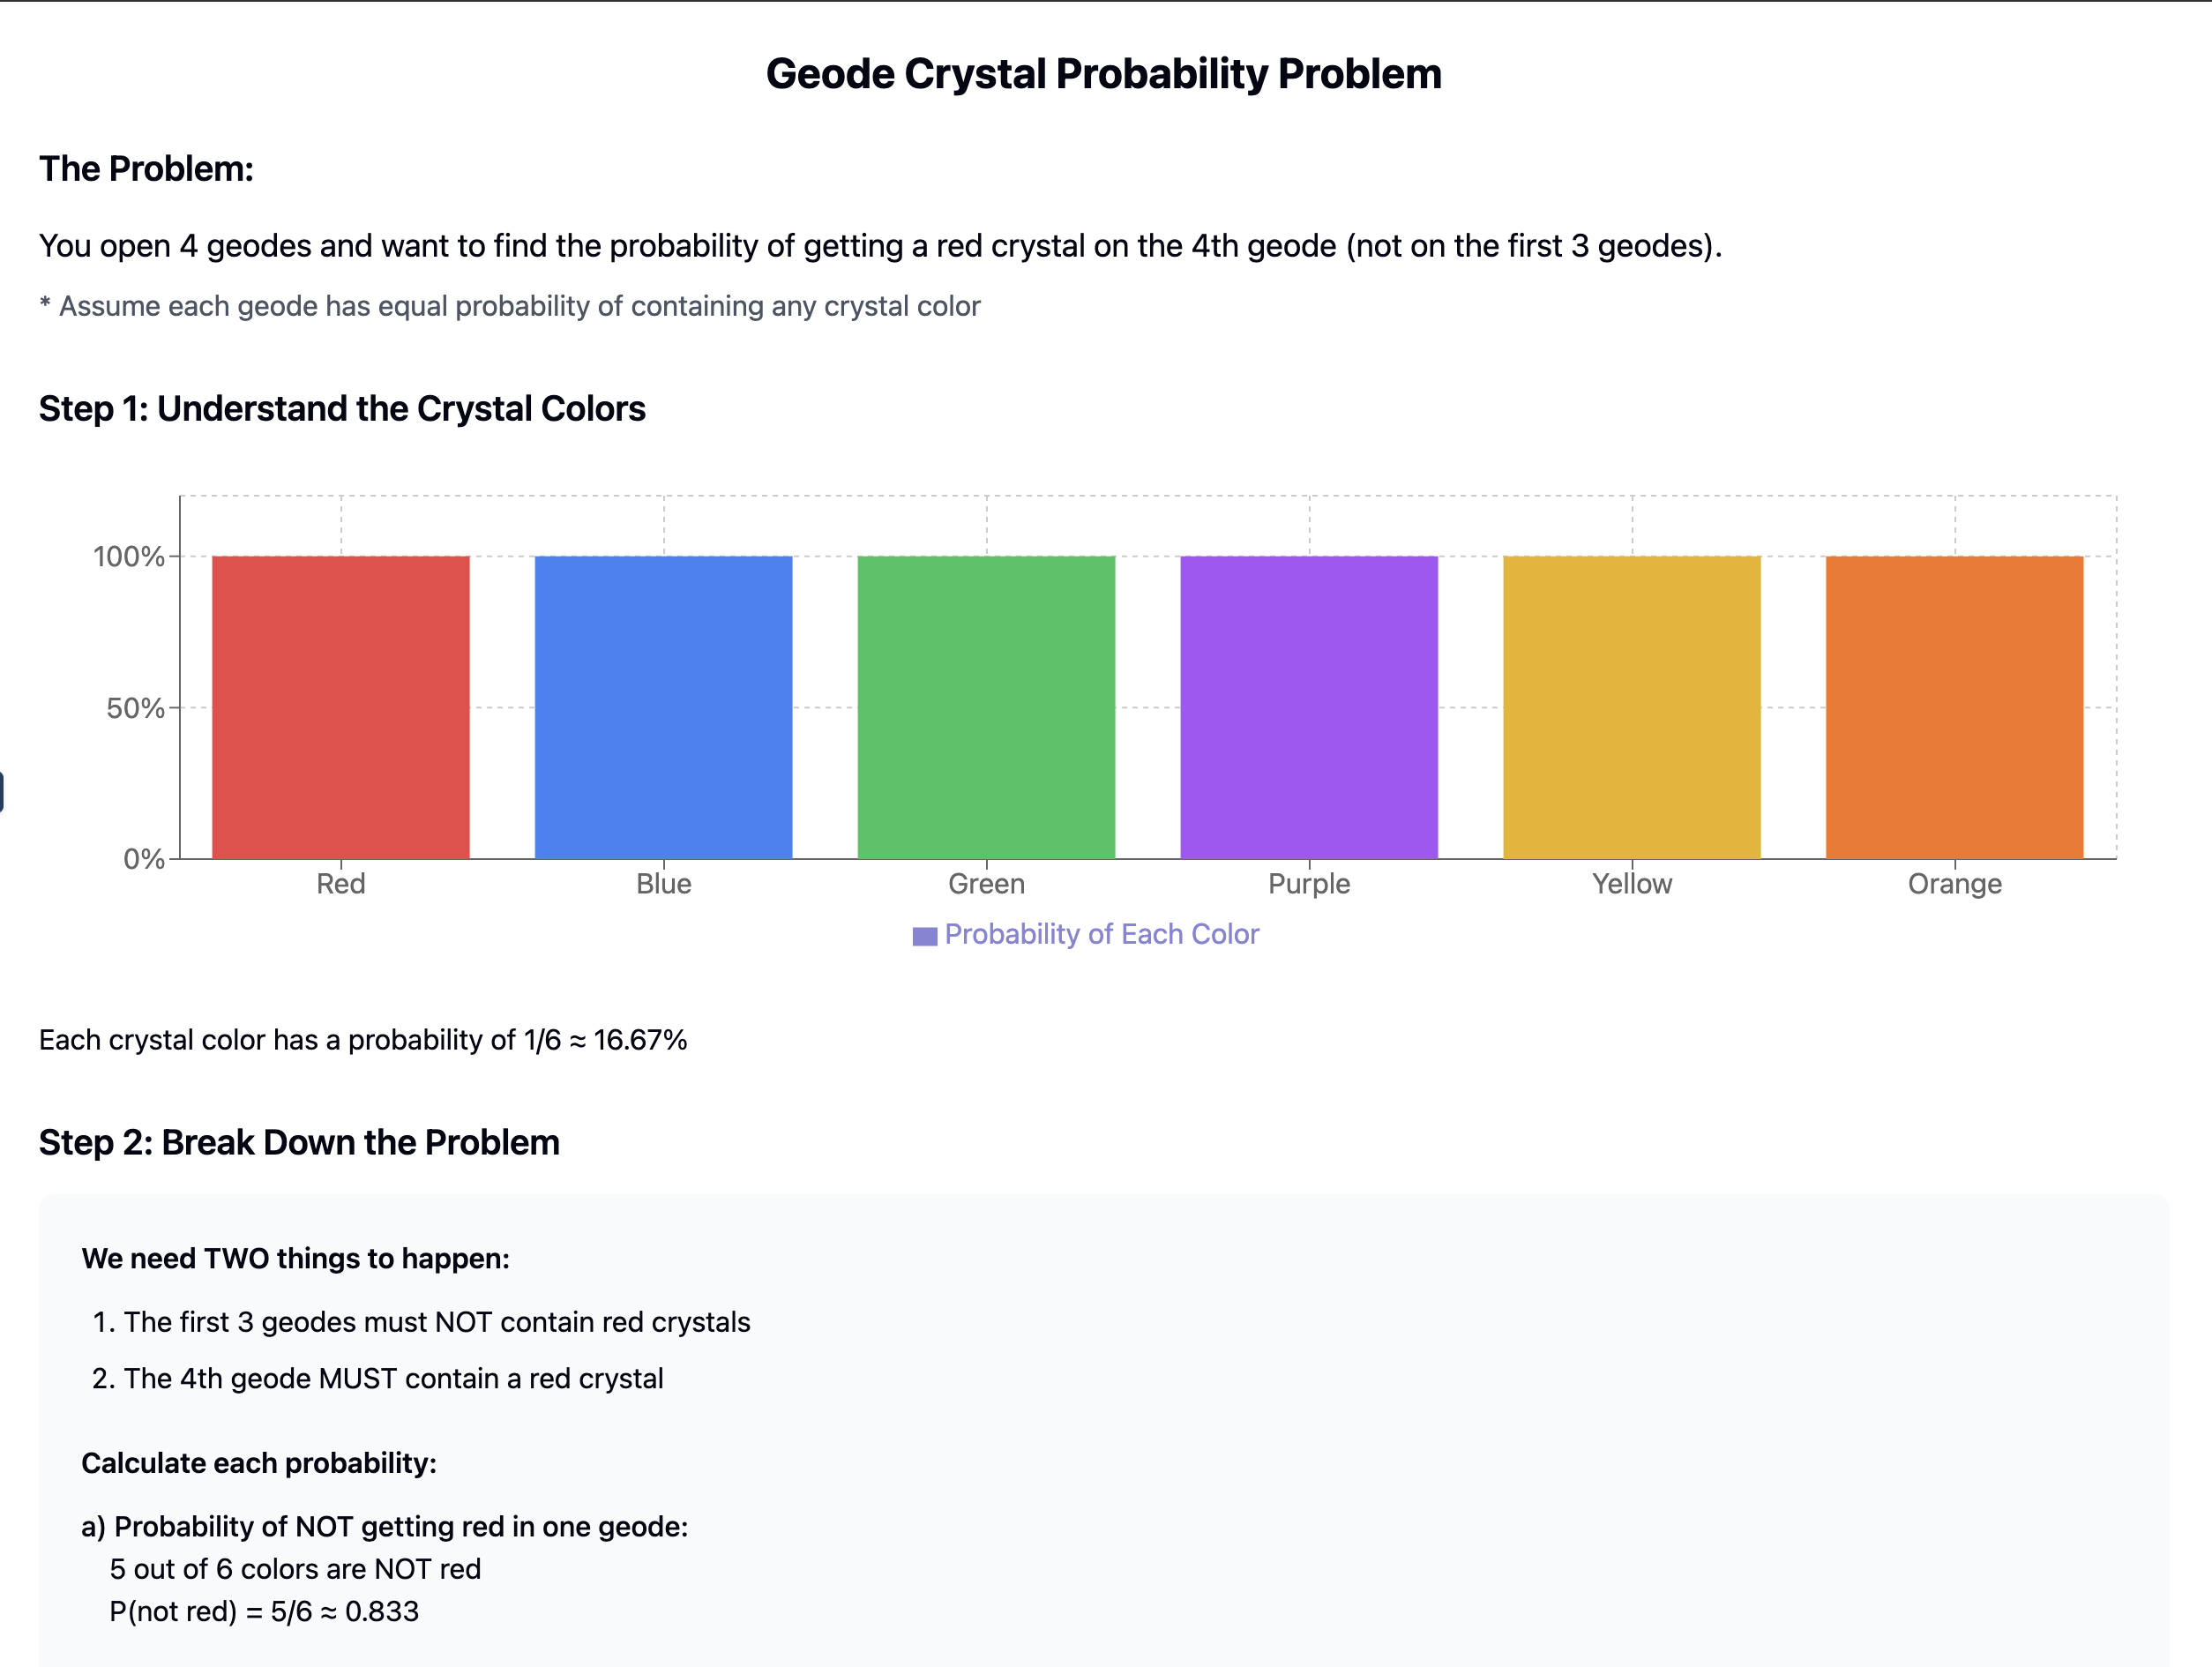 Geode Crystal Probability Problem
The Problem:
You open 4 geodes and want to find the probability of getting a red crystal on the 4th geode (not on the first 3 geodes).
* Assume each geode has equal probability of containing any crystal color
Step 1: Understand the Crystal Colors
100%
50%
0%
Red Blue Green Purple Yellow Orange
Probability of Each Color
Each crystal color has a probability of 1/6 ≈ 16.67%
Step 2: Break Down the Problem
We need TWO things to happen:
1. The first 3 geodes must NOT contain red crystals
2. The 4th geode MUST contain a red crystal
Calculate each probability:
a) Probability of NOT getting red in one geode:
5 out of 6 colors are NOT red
P(not red) = 5/6 ≈ 0.833